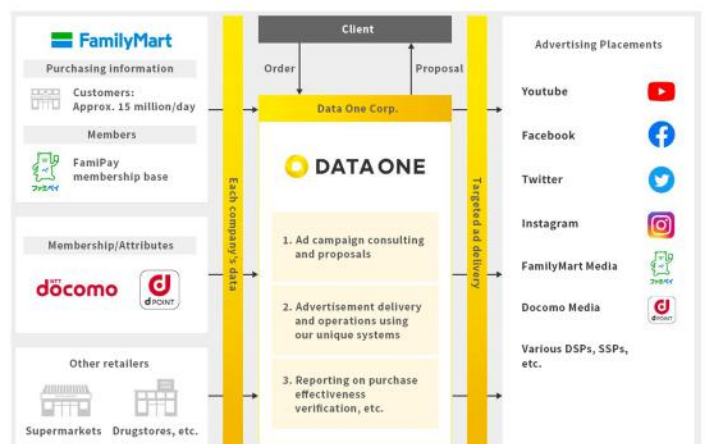 FamilyMart
Purchasing information
Customers:
Approx. 15 million/day
Members
ファミペイ
FamiPay
membership base
Membership/Attributes
NTT
docomo
d
d POINT
Other retailers
Supermarkets
Drugstores, etc.
Each company's data
Client
Order
Proposal
Data One Corp.
DATA ONE
1. Ad campaign consulting
and proposals
2. Advertisement delivery
and operations using
our unique systems
3. Reporting on purchase
effectiveness
verification, etc.
Targeted ad delivery
Advertising Placements
Youtube
Facebook
Twitter
Instagram
FamilyMart Media
ファミペイ
Docomo Media
d
d POINT
Various DSPs, SSPs,
etc.